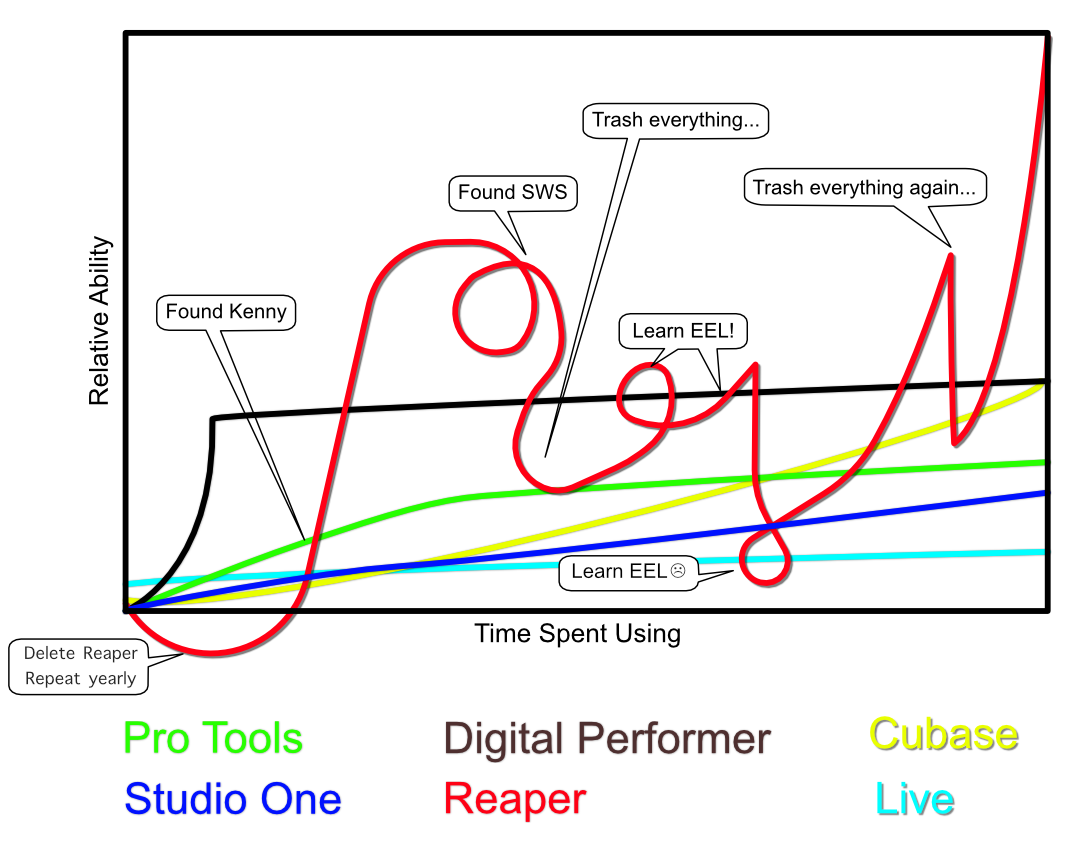 Trash everything...
Found SWS
Trash everything again...
Found Kenny
Learn EEL!
Relative Ability
Learn EEL☹
Time Spent Using
Delete Reaper
Repeat yearly
Pro Tools
Digital Performer
Cubase
Studio One
Reaper
Live